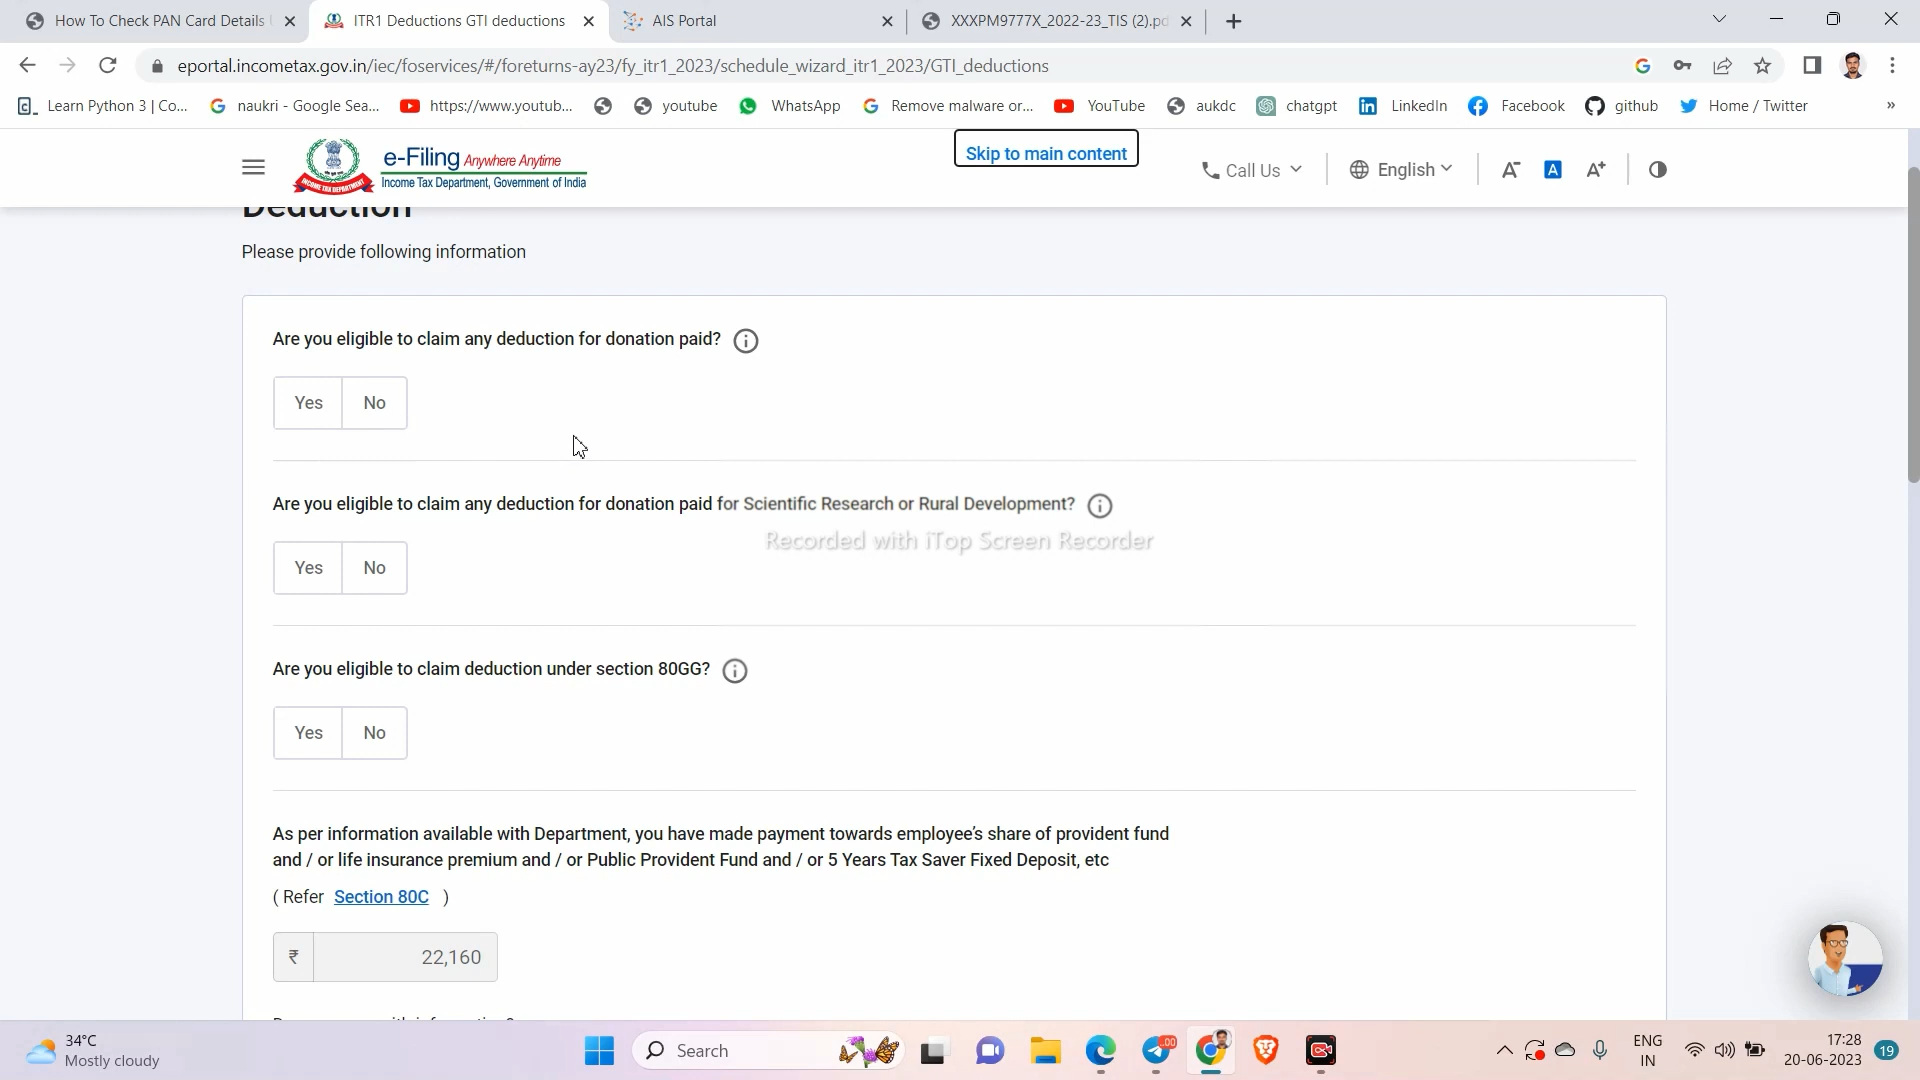 How To Check PAN Card Details
ITR1 Deductions GTI deductions
AIS Portal
XXXPM9777X_2022-23_TIS (2).pd
eportal.incometax.gov.in/iec/foservices/#/foreturns-ay23/fy_itr1_2023/schedule_wizard_itr1_2023/GTI_deductions
Learn Python 3 | Co...
naukri - Google Sea...
https://www.youtub...
youtube
WhatsApp
Remove malware or...
YouTube
aukdc
chatgpt
LinkedIn
Facebook
github
Home / Twitter
»
e-Filing Anywhere Anytime
Income Tax Department, Government of India
INCOME TAX DEPARTMENT
Skip to main content
Call Us
English
A-
A
A+
Deduction
Please provide following information
Are you eligible to claim any deduction for donation paid?
Yes No
Are you eligible to claim any deduction for donation paid for Scientific Research or Rural Development?
Recorded with iTop Screen Recorder
Yes No
Are you eligible to claim deduction under section 80GG?
Yes No
As per information available with Department, you have made payment towards employee's share of provident fund
and / or life insurance premium and / or Public Provident Fund and / or 5 Years Tax Saver Fixed Deposit, etc
( Refer Section 80C )
₹ 22,160
34°C
Mostly cloudy
Search
.00
ENG
IN
17:28
20-06-2023
19